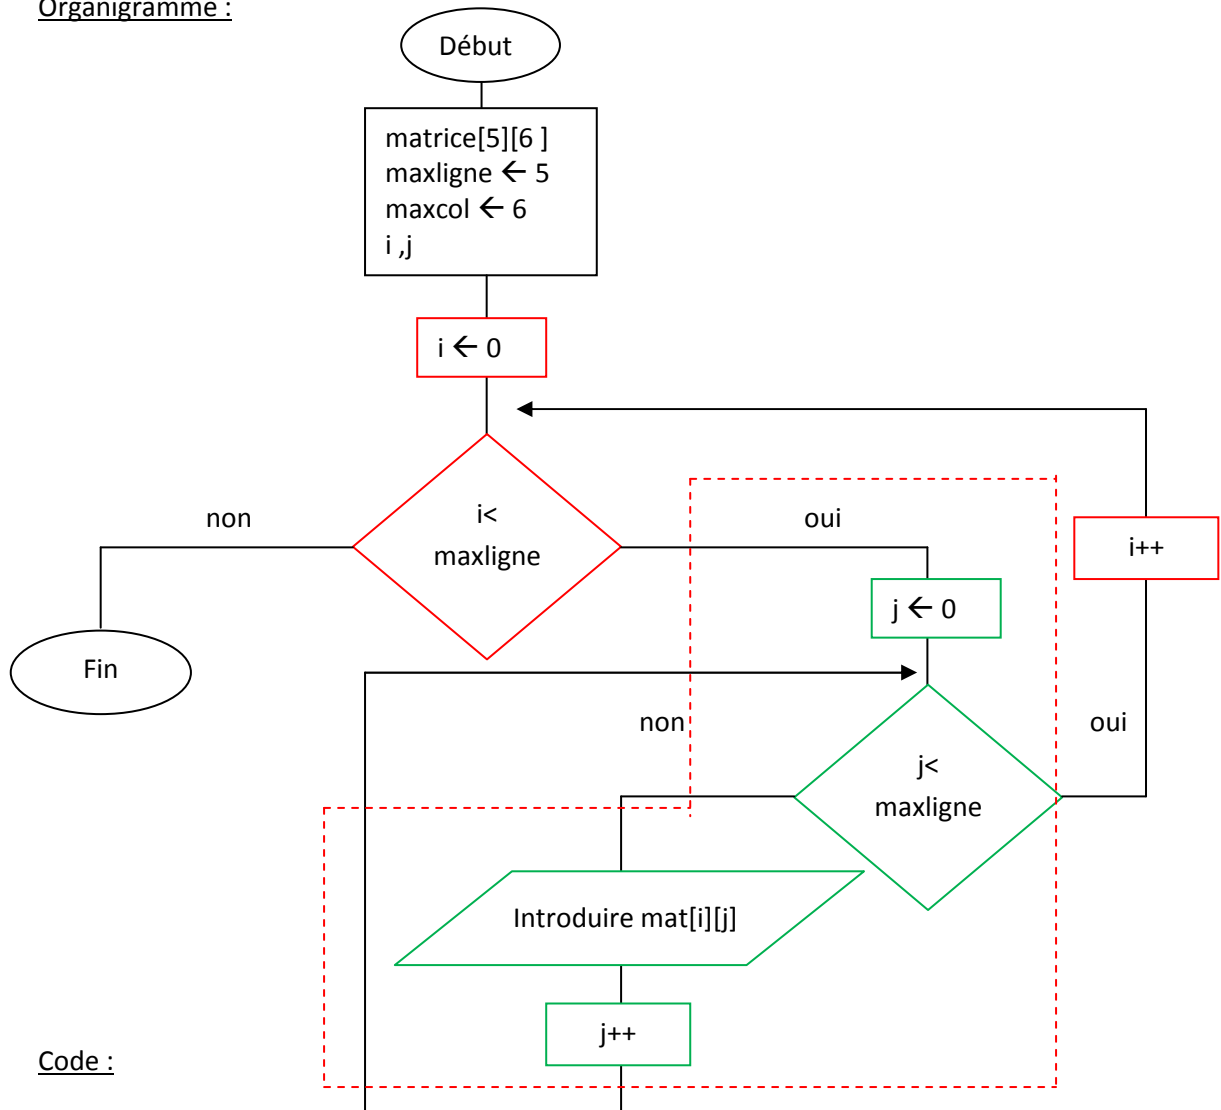 Organigramme :
Début
matrice[5][6 ]
maxligne ← 5
maxcol ← 6
i ,j
i ← 0
non
i<
maxligne
oui
i++
j ← 0
Fin
non
oui
j<
maxligne
Introduire mat[i][j]
j++
Code :